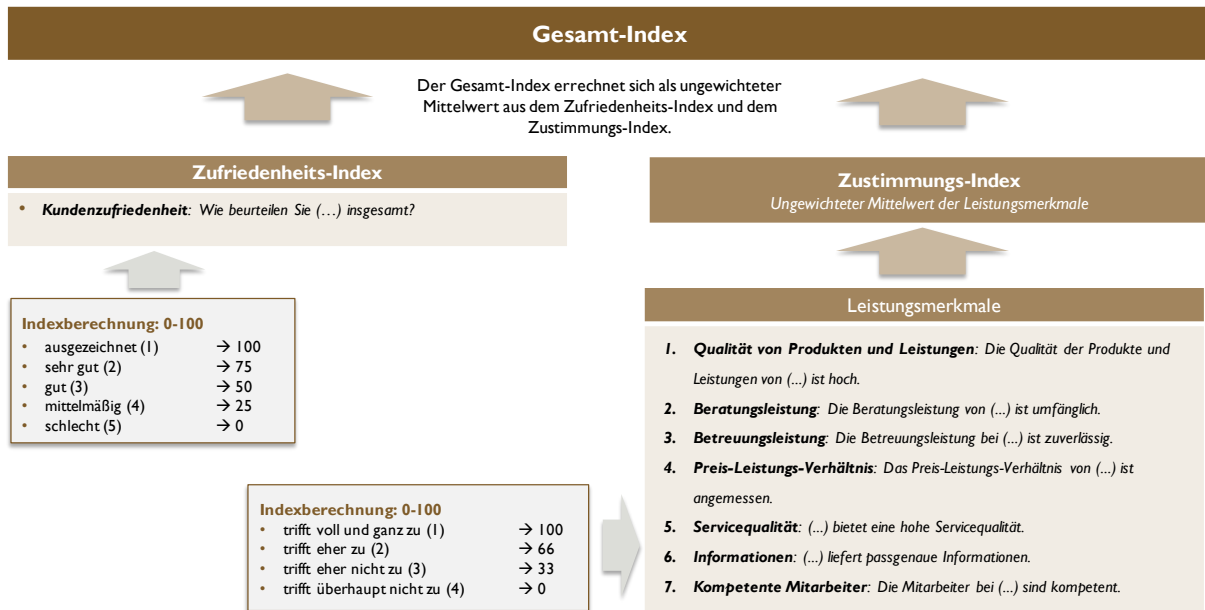 Gesamt-Index
Der Gesamt-Index errechnet sich als ungewichteter
Mittelwert aus dem Zufriedenheits-Index und dem
Zustimmungs-Index.
Zufriedenheits-Index
• Kundenzufriedenheit: Wie beurteilen Sie (…) insgesamt?
Indexberechnung: 0-100
• ausgezeichnet (1) → 100
• sehr gut (2) → 75
• gut (3) → 50
• mittelmäßig (4) → 25
• schlecht (5) → 0
Zustimmungs-Index
Ungewichteter Mittelwert der Leistungsmerkmale
Leistungsmerkmale
1. Qualität von Produkten und Leistungen: Die Qualität der Produkte und
Leistungen von (...) ist hoch.
2. Beratungsleistung: Die Beratungsleistung von (...) ist umfänglich.
3. Betreuungsleistung: Die Betreuungsleistung bei (...) ist zuverlässig.
4. Preis-Leistungs-Verhältnis: Das Preis-Leistungs-Verhältnis von (...) ist
angemessen.
5. Servicequalität: (...) bietet eine hohe Servicequalität.
6. Informationen: (...) liefert passgenaue Informationen.
7. Kompetente Mitarbeiter: Die Mitarbeiter bei (...) sind kompetent.
Indexberechnung: 0-100
• trifft voll und ganz zu (1) → 100
• trifft eher zu (2) → 66
• trifft eher nicht zu (3) → 33
• trifft überhaupt nicht zu (4) → 0